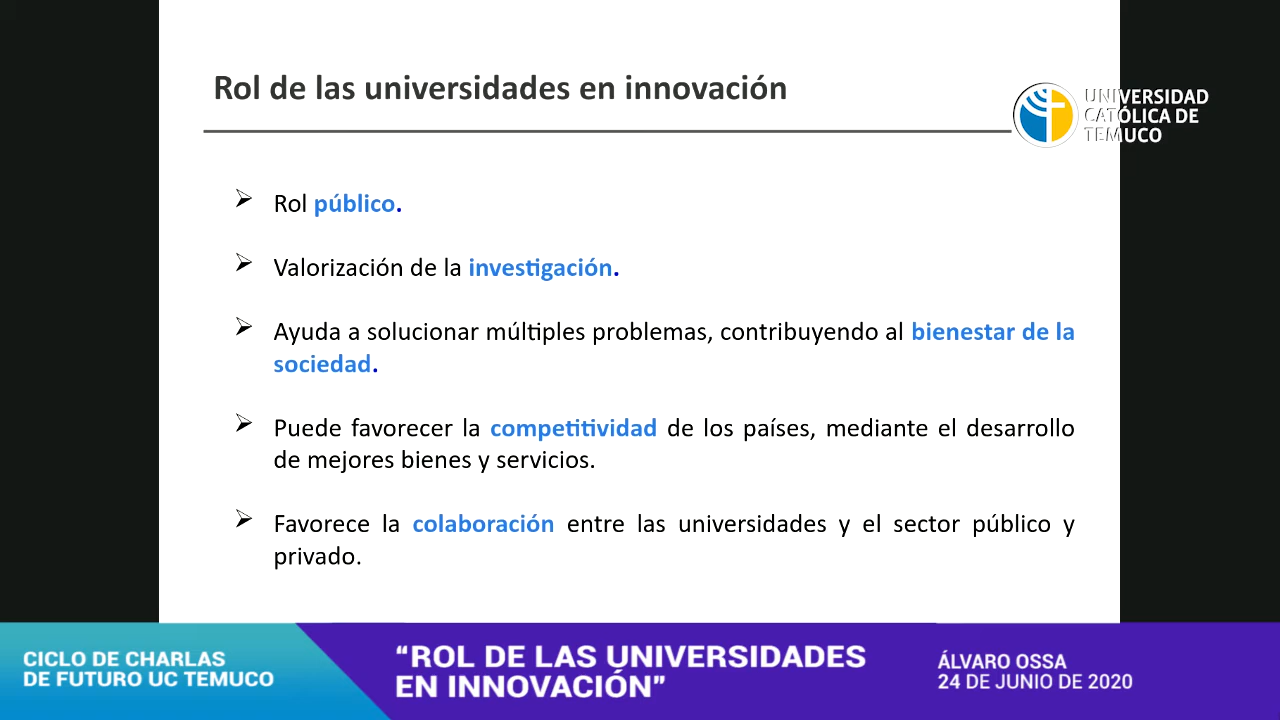 Rol de las universidades en innovación
UNIVERSIDAD
CATÓLICA DE
TEMUCO
Rol público.
Valorización de la investigación.
Ayuda a solucionar múltiples problemas, contribuyendo al bienestar de la
sociedad.
Puede favorecer la competitividad de los países, mediante el desarrollo
de mejores bienes y servicios.
Favorece la colaboración entre las universidades y el sector público y
privado.
CICLO DE CHARLAS
DE FUTURO UC TEMUCO
“ROL DE LAS UNIVERSIDADES
EN INNOVACIÓN”
ÁLVARO OSSA
24 DE JUNIO DE 2020